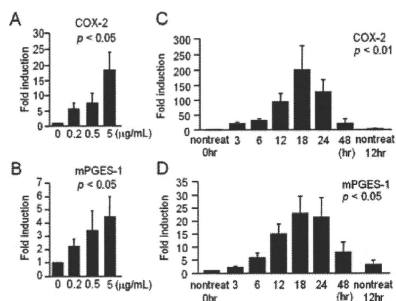 A
COX-2
p < 0.05
Fold induction
30
25
20
15
10
5
0
0 0.2 0.5 5 (μg/mL)
B
mPGES-1
p < 0.05
Fold induction
7
6
5
4
3
2
1
0
0 0.2 0.5 5 (μg/mL)
C
COX-2
p < 0.01
Fold induction
300
250
200
150
100
50
0
nontreat 3 6 12 18 24 48 nontreat
0hr (hr) 12hr
D
mPGES-1
p < 0.05
Fold induction
35
30
25
20
15
10
5
0
nontreat 3 6 12 18 24 48 nontreat
0hr (hr) 12hr